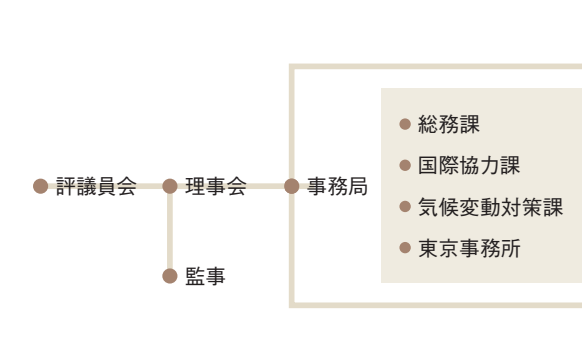 評議員会
理事会
事務局
監事
総務課
国際協力課
気候変動対策課
東京事務所